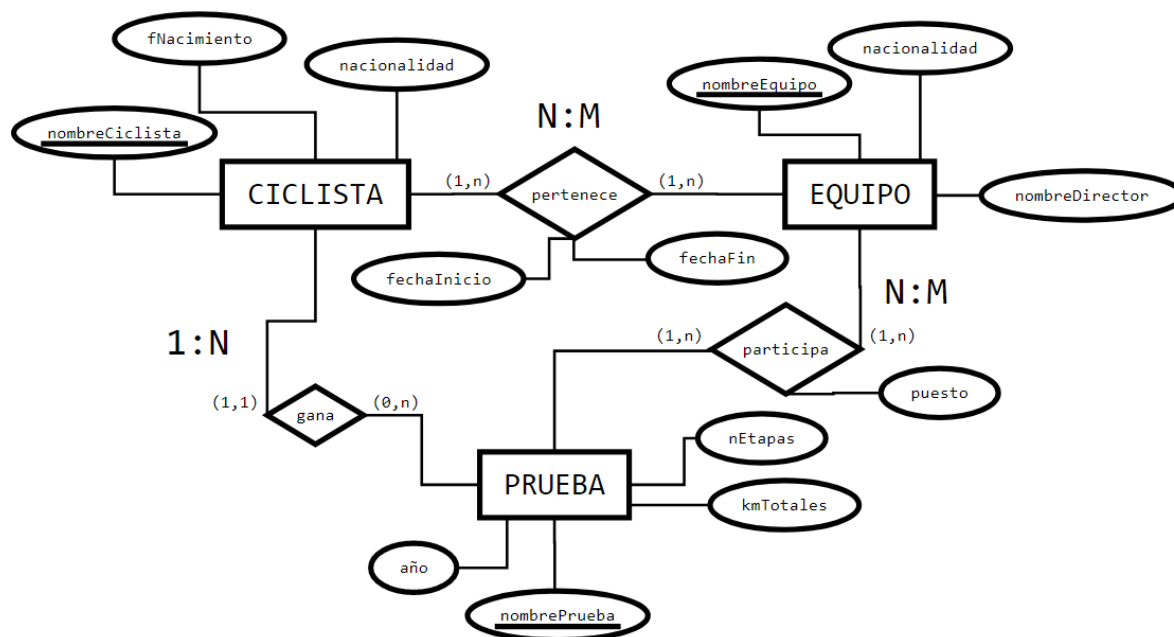 fNacimiento
nacionalidad
nacionalidad
nombreEquipo
nombreCiclista
N:M
CICLISTA
(1,n)
pertenece
(1,n)
EQUIPO
nombreDirector
fechaInicio
fechaFin
N:M
1:N
(1,n)
participa
(1,n)
puesto
(1,1)
gana
(0,n)
nEtapas
PRUEBA
kmTotales
año
nombrePrueba